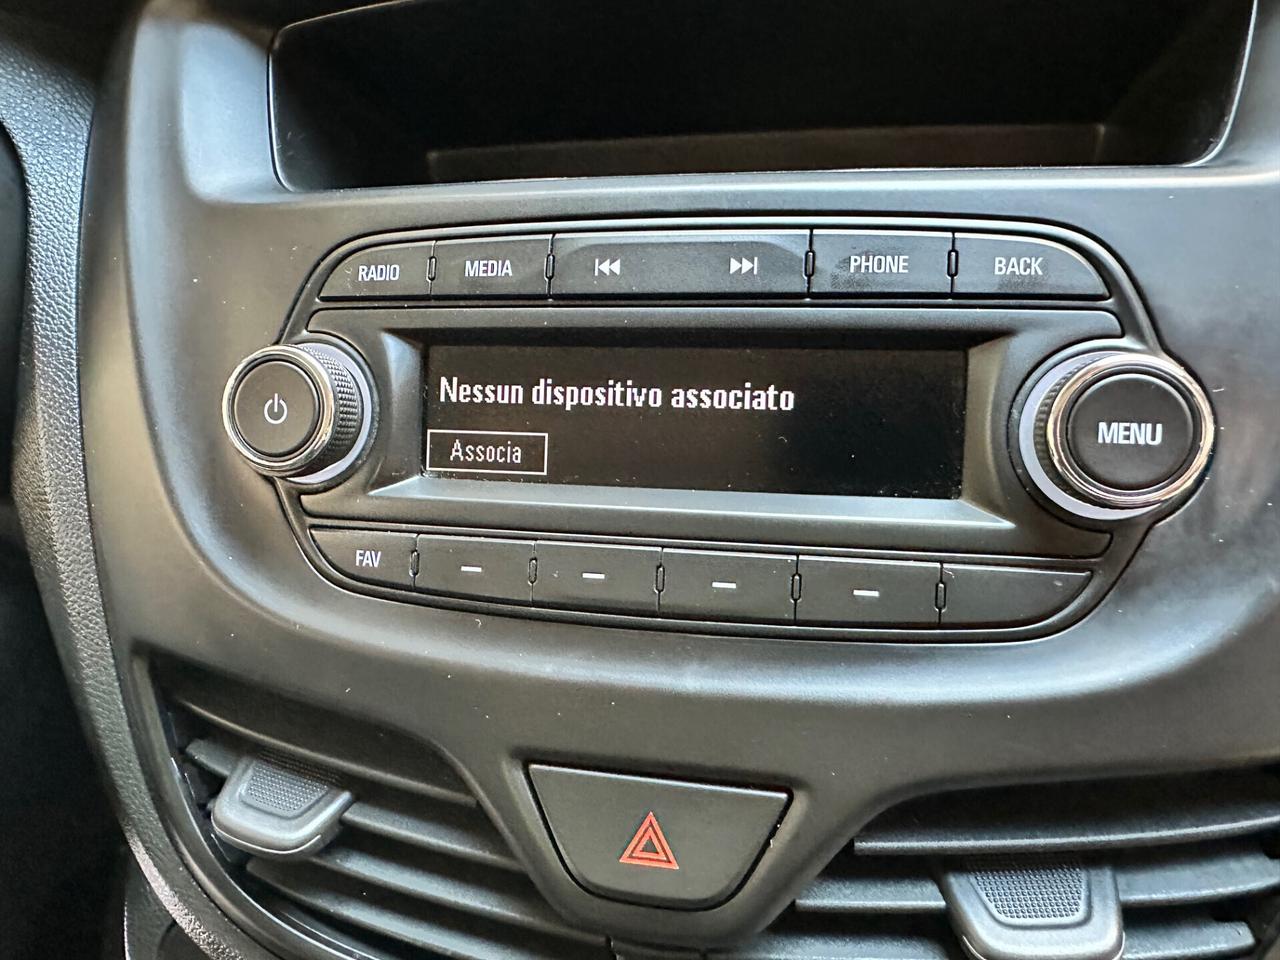 RADIO
MEDIA
PHONE
BACK
Nessun dispositivo associato
Associa
MENU
FAV